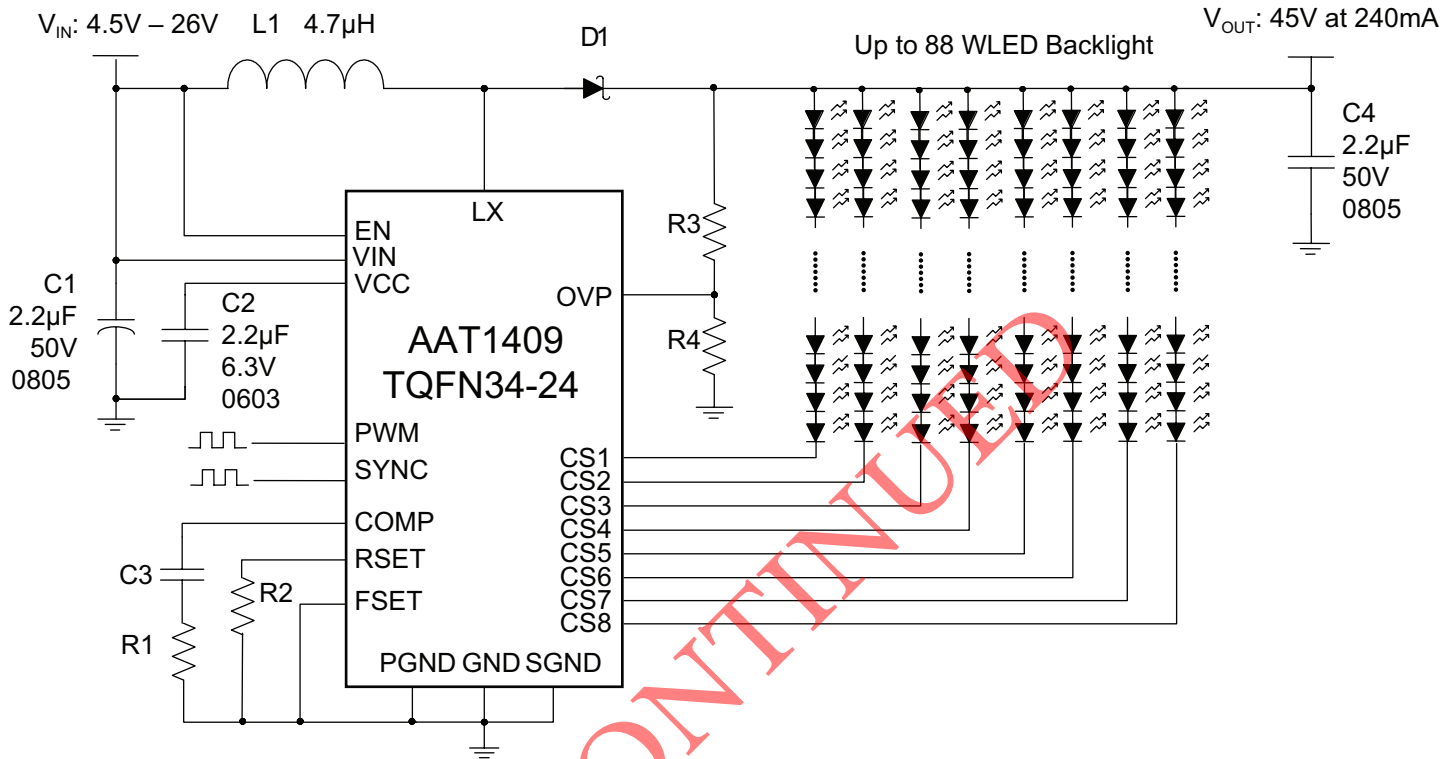 V_IN: 4.5V – 26V
L1 4.7µH
D1
Up to 88 WLED Backlight
V_OUT: 45V at 240mA
C4
2.2µF
50V
0805
LX
EN
VIN
VCC
R3
OVP
R4
C1
2.2µF
50V
0805
C2
2.2µF
6.3V
0603
AAT1409
TQFN34-24
PWM
SYNC
COMP
RSET
FSET
CS1
CS2
CS3
CS4
CS5
CS6
CS7
CS8
C3
R1
R2
PGND GND SGND
ONTINUED